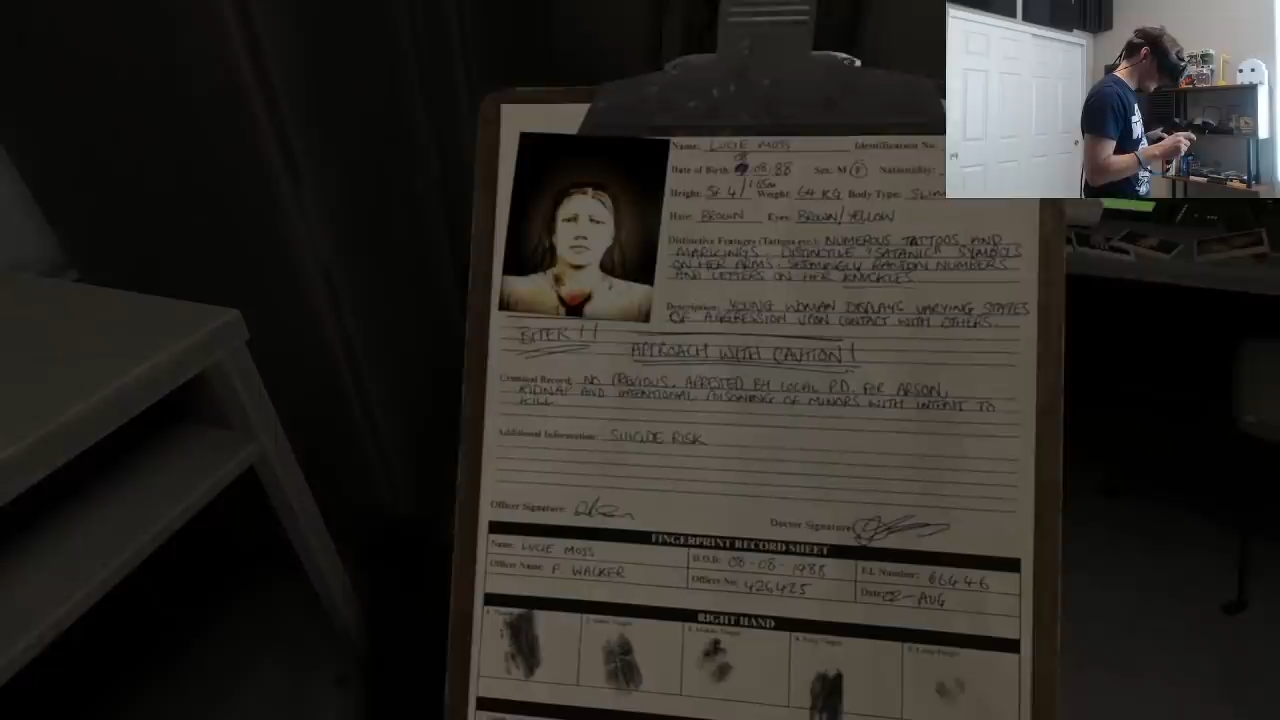 Name: LUCIE MOSS Identification No.
Date of Birth: 08.88 Sex: M F Nationality:
Height: 5f 4/1.65m Weight: 64 KG Body Type: SLIM
Hair: BROWN Eyes: BROWN/YELLOW
Distinctive Features (Tattoos etc.): NUMEROUS TATTOOS AND
MARKINGS. DISTINCTIVE "SATANIC" SYMBOLS
ON HER ARMS. SEEMINGLY RANDOM NUMBERS
AND LETTERS ON HER KNUCKLES
Description: YOUNG WOMAN DISPLAYS VARYING STATES
OF AGGRESSION UPON CONTACT WITH OTHERS.
BITER!!
APPROACH WITH CAUTION!
Criminal Record: NO PREVIOUS. ARRESTED BY LOCAL P.D. FOR ARSON,
KIDNAP AND INTENTIONAL POISONING OF MINORS WITH INTENT TO
KILL
Additional Information: SUICIDE RISK
Officer Signature: Doctor Signature:
FINGERPRINT RECORD SHEET
Name: LUCIE MOSS D.O.B: 08-08-1988 F.I. Number: 66446
Officer Name: P. WALKER Officer No: 426425 Date: 02-AUG
RIGHT HAND